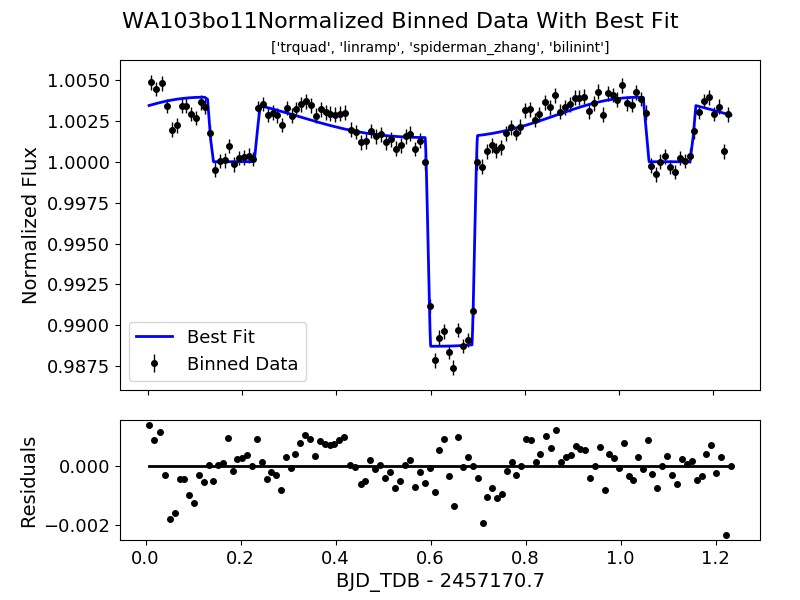 WA103bo11Normalized Binned Data With Best Fit
['trquad', 'linramp', 'spiderman_zhang', 'bilinint']
Normalized Flux
1.0050
1.0025
1.0000
0.9975
0.9950
0.9925
0.9900
0.9875
Best Fit
Binned Data
Residuals
0.000
−0.002
0.0 0.2 0.4 0.6 0.8 1.0 1.2
BJD_TDB - 2457170.7